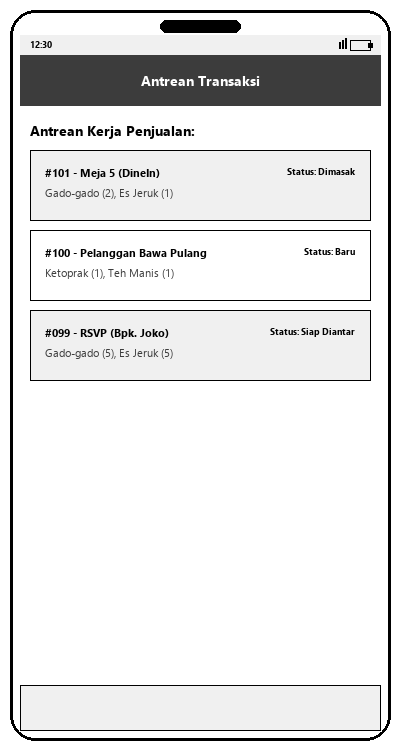 12:30
Antrean Transaksi
Antrean Kerja Penjualan:
#101 - Meja 5 (DineIn) Status: Dimasak
Gado-gado (2), Es Jeruk (1)
#100 - Pelanggan Bawa Pulang Status: Baru
Ketoprak (1), Teh Manis (1)
#099 - RSVP (Bpk. Joko) Status: Siap Diantar
Gado-gado (5), Es Jeruk (5)